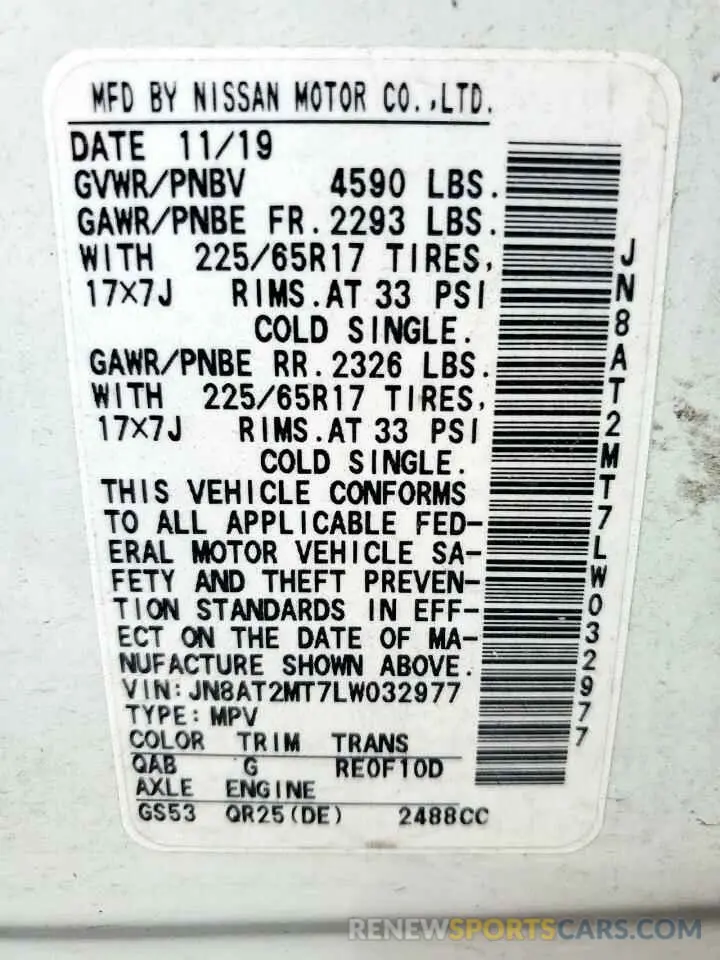 MFD BY NISSAN MOTOR CO.,LTD.
DATE 11/19
GVWR/PNBV 4590 LBS.
GAWR/PNBE FR.2293 LBS.
WITH 225/65R17 TIRES,
17×7J RIMS.AT 33 PSI
COLD SINGLE.
GAWR/PNBE RR.2326 LBS.
WITH 225/65R17 TIRES,
17×7J RIMS.AT 33 PSI
COLD SINGLE.
THIS VEHICLE CONFORMS
TO ALL APPLICABLE FED-
ERAL MOTOR VEHICLE SA-
FETY AND THEFT PREVEN-
TION STANDARDS IN EFF-
ECT ON THE DATE OF MA-
NUFACTURE SHOWN ABOVE.
VIN:JN8AT2MT7LW032977
TYPE:MPV
COLOR TRIM TRANS
QAB G RE0F10D
AXLE ENGINE
GS53 QR25(DE) 2488CC
JN8AT2MT7LW032977
RENEWSPORTSCARS.COM